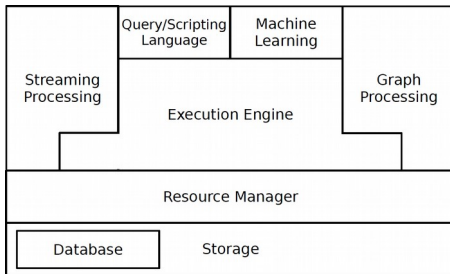 Query/Scripting
Language
Machine
Learning
Streaming
Processing
Graph
Processing
Execution Engine
Resource Manager
Database
Storage